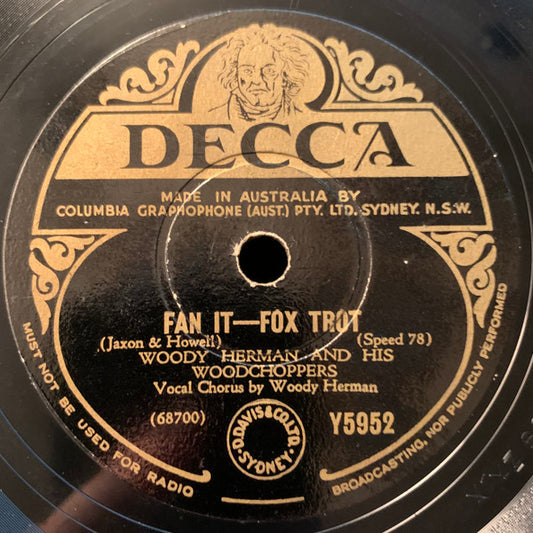 DECCA
MADE IN AUSTRALIA BY
COLUMBIA GRAPHOPHONE (AUST.) PTY. LTD. SYDNEY. N.S.W.
FAN IT—FOX TROT
(Jaxon & Howell) (Speed 78)
WOODY HERMAN AND HIS
WOODCHOPPERS
Vocal Chorus by Woody Herman
(68700) Y5952
D.DAVIS & CO. LTD.
SYDNEY
MUST NOT BE USED FOR RADIO
BROADCASTING, NOR PUBLICLY PERFORMED